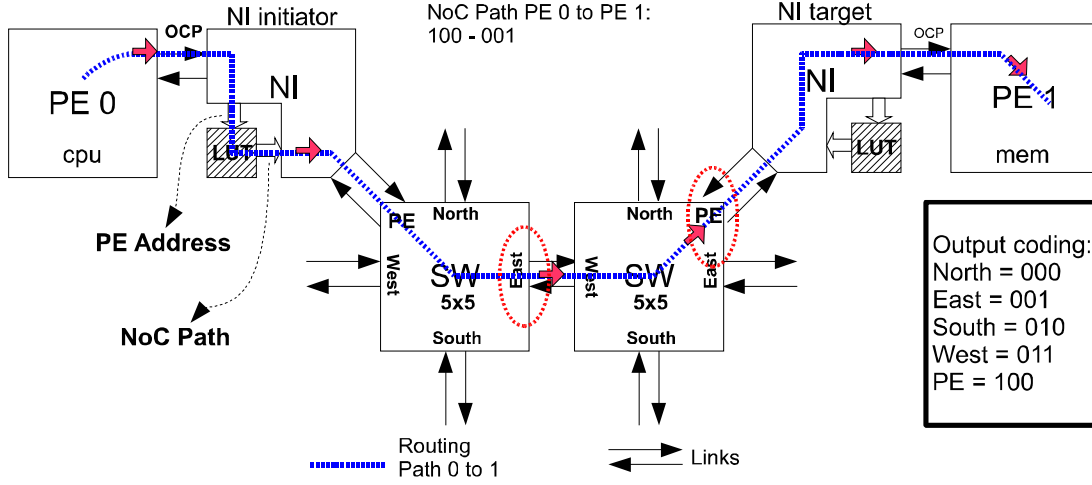 NI initiator
NoC Path PE 0 to PE 1:
100 - 001
NI target
OCP
OCP
PE 0
cpu
NI
LUT
NI
LUT
PE 1
mem
PE Address
NoC Path
PE
North
West
East
SW
5x5
South
North
PE
West
East
SW
5x5
South
Output coding:
North = 000
East = 001
South = 010
West = 011
PE = 100
Routing
Path 0 to 1
Links